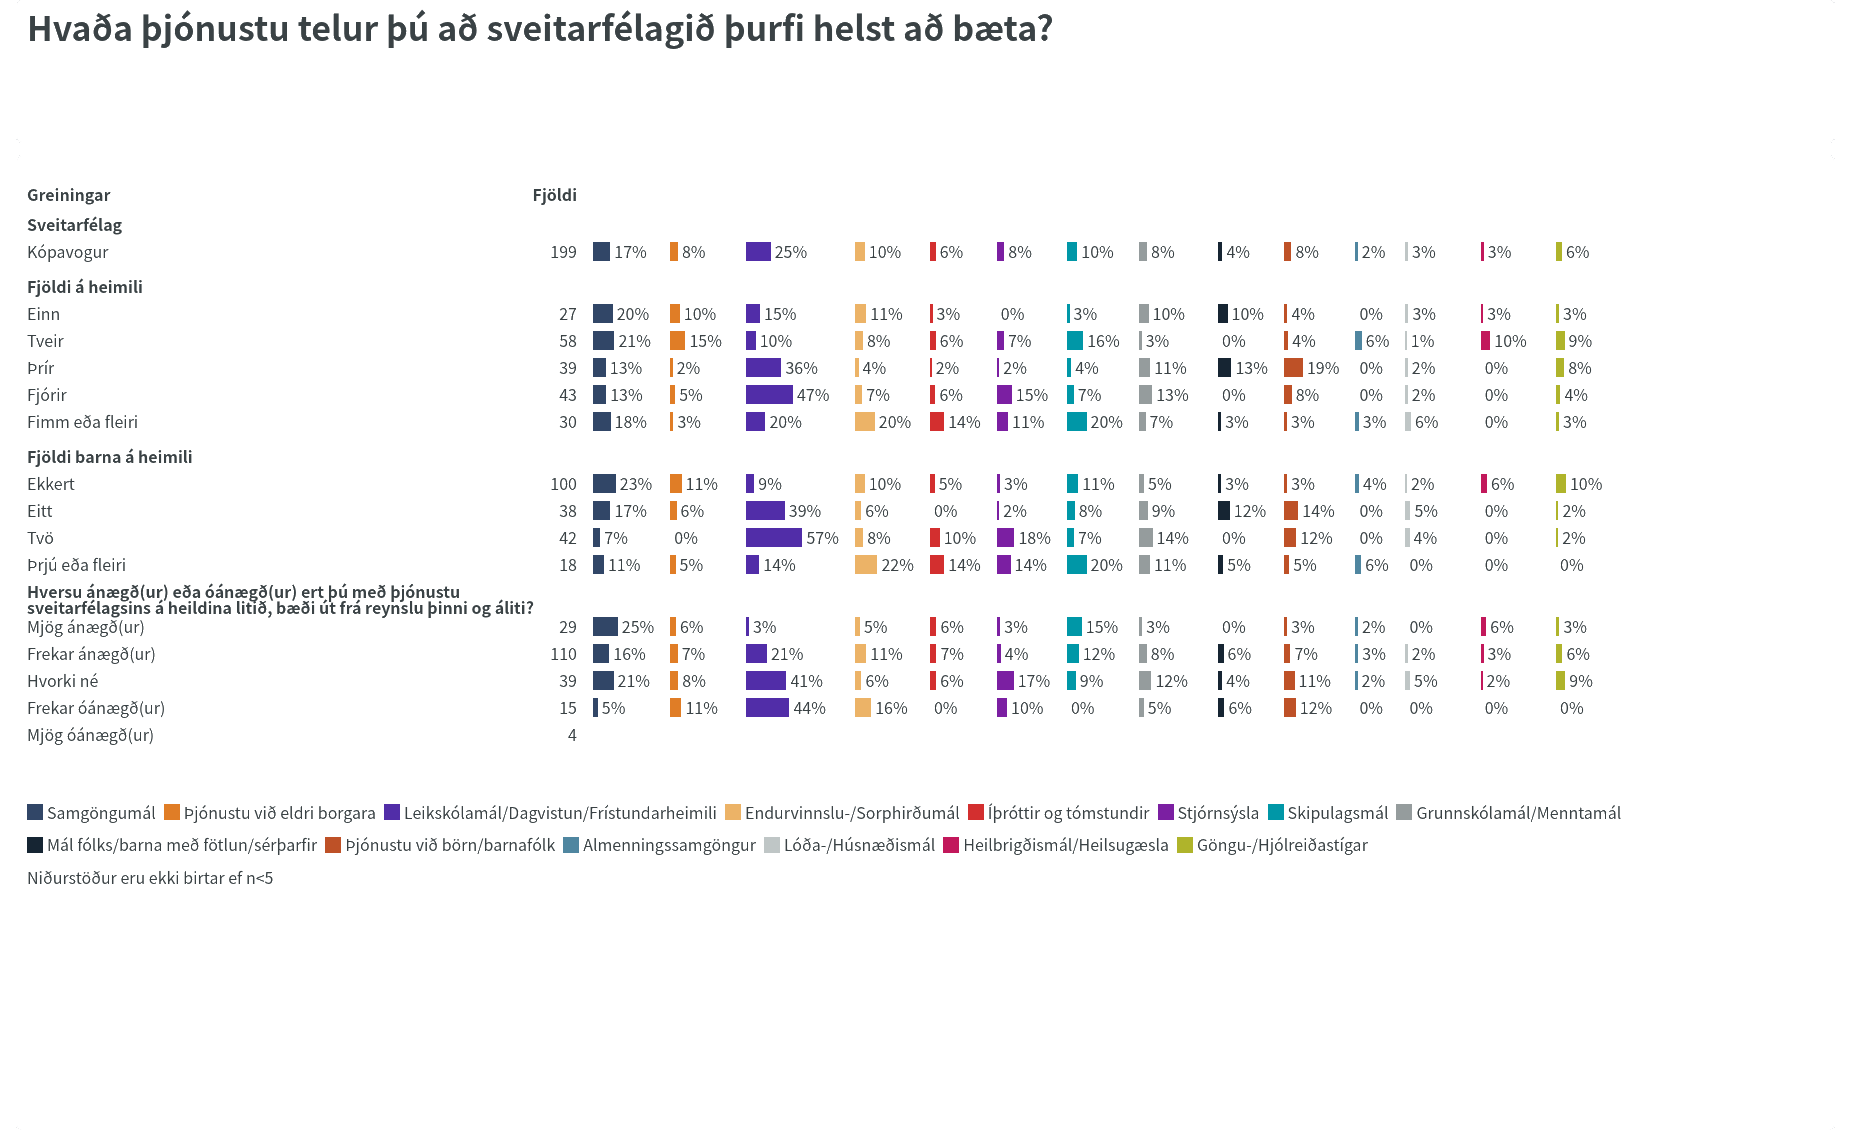 Hvaða þjónustu telur þú að sveitarfélagið þurfi helst að bæta?
Greiningar Fjöldi
Sveitarfélag
Kópavogur 199 17% 8% 25% 10% 6% 8% 10% 8% 4% 8% 2% 3% 3% 6%
Fjöldi á heimili
Einn 27 20% 10% 15% 11% 3% 0% 3% 10% 10% 4% 0% 3% 3% 3%
Tveir 58 21% 15% 10% 8% 6% 7% 16% 3% 0% 4% 6% 1% 10% 9%
Þrír 39 13% 2% 36% 4% 2% 2% 4% 11% 13% 19% 0% 2% 0% 8%
Fjórir 43 13% 5% 47% 7% 6% 15% 7% 13% 0% 8% 0% 2% 0% 4%
Fimm eða fleiri 30 18% 3% 20% 20% 14% 11% 20% 7% 3% 3% 3% 6% 0% 3%
Fjöldi barna á heimili
Ekkert 100 23% 11% 9% 10% 5% 3% 11% 5% 3% 3% 4% 2% 6% 10%
Eitt 38 17% 6% 39% 6% 0% 2% 8% 9% 12% 14% 0% 5% 0% 2%
Tvö 42 7% 0% 57% 8% 10% 18% 7% 14% 0% 12% 0% 4% 0% 2%
Þrjú eða fleiri 18 11% 5% 14% 22% 14% 14% 20% 11% 5% 5% 6% 0% 0% 0%
Hversu ánægð(ur) eða óánægð(ur) ert þú með þjónustu
sveitarfélagsins á heildina litið, bæði út frá reynslu þinni og áliti?
Mjög ánægð(ur) 29 25% 6% 3% 5% 6% 3% 15% 3% 0% 3% 2% 0% 6% 3%
Frekar ánægð(ur) 110 16% 7% 21% 11% 7% 4% 12% 8% 6% 7% 3% 2% 3% 6%
Hvorki né 39 21% 8% 41% 6% 6% 17% 9% 12% 4% 11% 2% 5% 2% 9%
Frekar óánægð(ur) 15 5% 11% 44% 16% 0% 10% 0% 5% 6% 12% 0% 0% 0% 0%
Mjög óánægð(ur) 4
Samgöngumál Þjónustu við eldri borgara Leikskólamál/Dagvistun/Frístundarheimili Endurvinnslu-/Sorphirðumál Íþróttir og tómstundir Stjórnsýsla Skipulagsmál Grunnskólamál/Menntamál
Mál fólks/barna með fötlun/sérþarfir Þjónustu við börn/barnafólk Almenningssamgöngur Lóða-/Húsnæðismál Heilbrigðismál/Heilsugæsla Göngu-/Hjólreiðastígar
Niðurstöður eru ekki birtar ef n<5